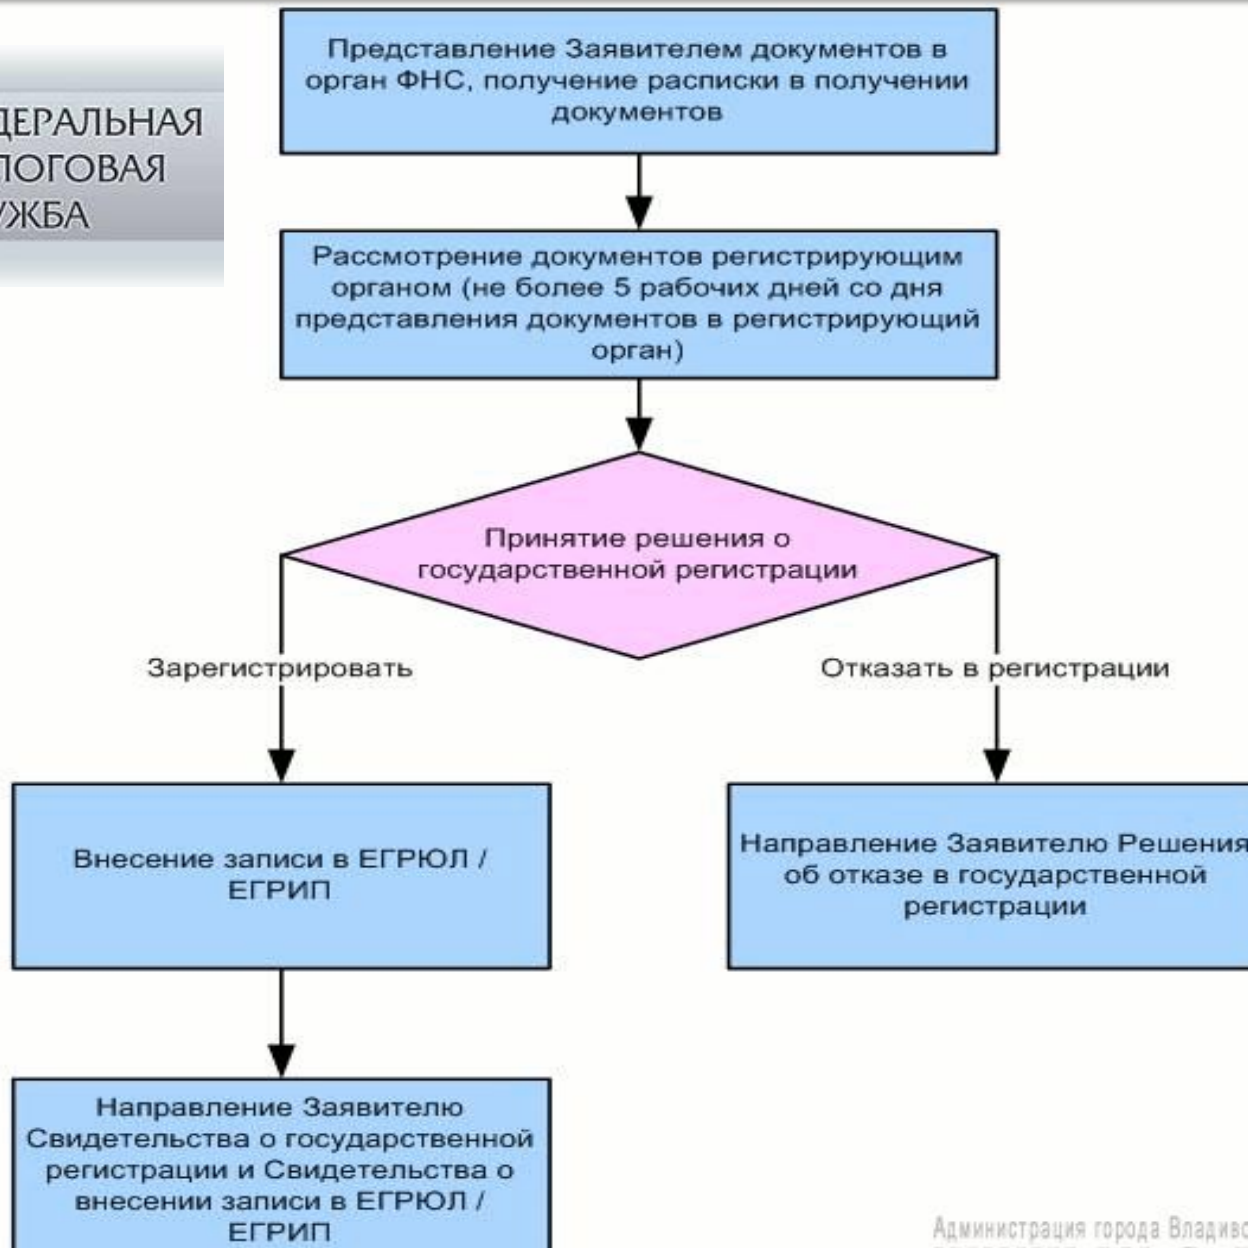 Представление Заявителем документов в
орган ФНС, получение расписки в получении
документов
ДЕРАЛЬНАЯ
ЛОГОВАЯ
УЖБА
Рассмотрение документов регистрирующим
органом (не более 5 рабочих дней со дня
представления документов в регистрирующий
орган)
Принятие решения о
государственной регистрации
Зарегистрировать
Отказать в регистрации
Внесение записи в ЕГРЮЛ /
ЕГРИП
Направление Заявителю Решения
об отказе в государственной
регистрации
Направление Заявителю
Свидетельства о государственной
регистрации и Свидетельства о
внесении записи в ЕГРЮЛ /
ЕГРИП
Администрация города Владивос